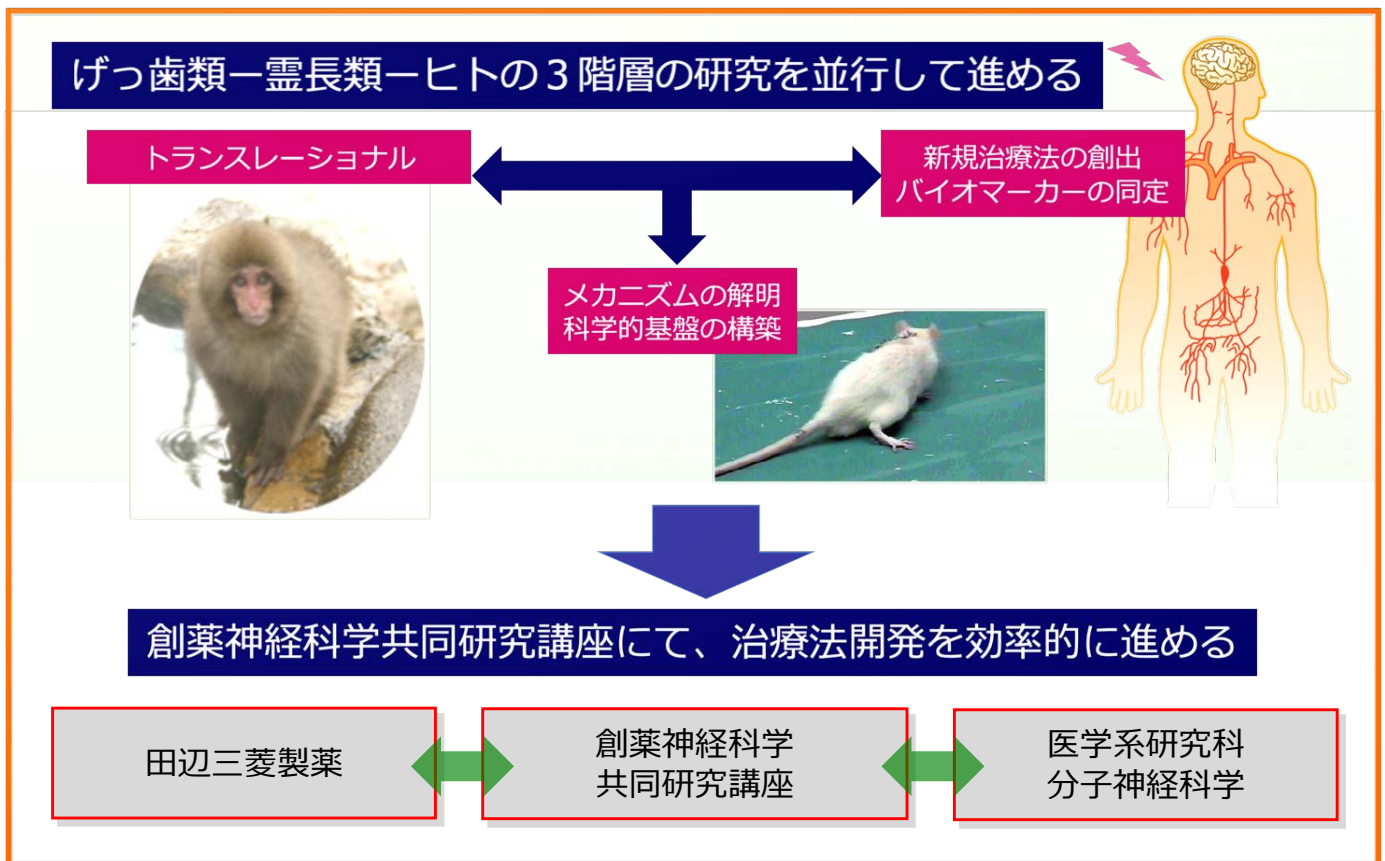 げっ歯類ー霊長類ーヒトの３階層の研究を並行して進める
トランスレーショナル
新規治療法の創出
バイオマーカーの同定
メカニズムの解明
科学的基盤の構築
創薬神経科学共同研究講座にて、治療法開発を効率的に進める
田辺三菱製薬
創薬神経科学
共同研究講座
医学系研究科
分子神経科学